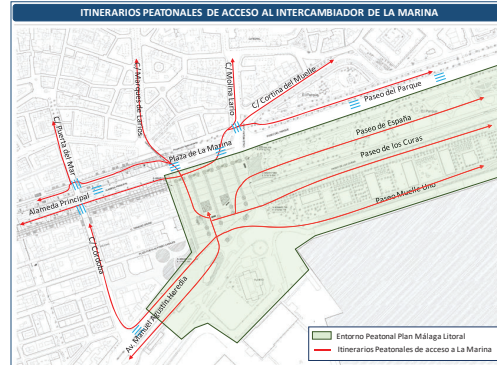 ITINERARIOS PEATONALES DE ACCESO AL INTERCAMBIADOR DE LA MARINA
C/ Marqués de Larios
C/ Molina Lario
C/ Cortina del Muelle
Paseo del Parque
C/ Puerta del Mar
Plaza de La Marina
Paseo de España
Paseo de los Curas
Alameda Principal
Paseo Muelle Uno
C/ Córdoba
Av. Manuel Agustín Heredia
Entorno Peatonal Plan Málaga Litoral
Itinerarios Peatonales de acceso a La Marina